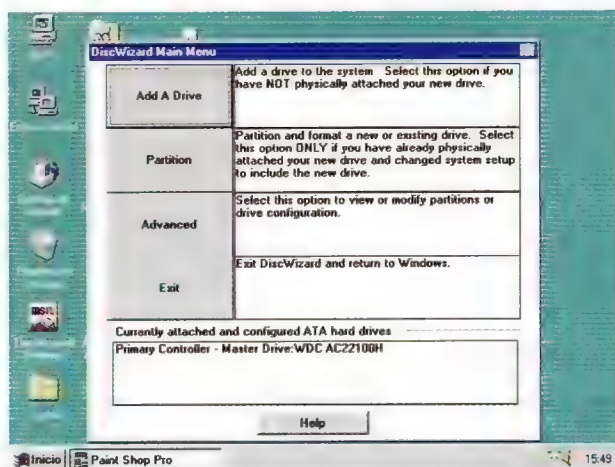 DiscWizard Main Menu
Add A Drive
Add a drive to the system. Select this option if you
have NOT physically attached your new drive.
Partition
Partition and format a new or existing drive. Select
this option ONLY if you have already physically
attached your new drive and changed system setup
to include the new drive.
Advanced
Select this option to view or modify partitions or
drive configuration.
Exit
Exit DiscWizard and return to Windows.
Currently attached and configured ATA hard drives
Primary Controller - Master Drive:WDC AC22100H
Help
msn
Inicio
Paint Shop Pro
15:49